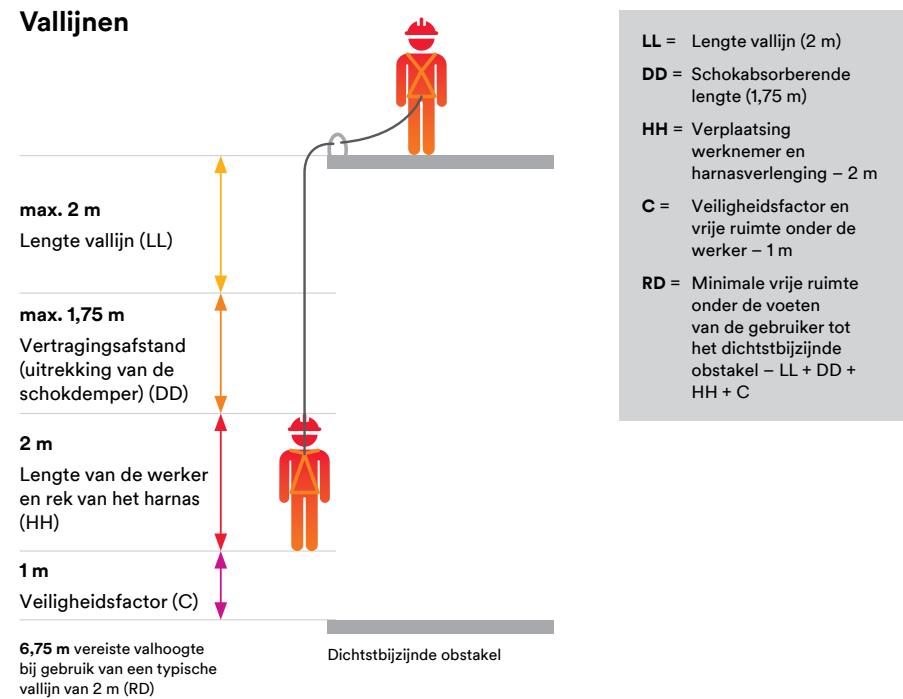 Vallijnen
max. 2 m
Lengte vallijn (LL)
max. 1,75 m
Vertragingsafstand
(uitrekking van de
schokdemper) (DD)
2 m
Lengte van de werker
en rek van het harnas
(HH)
1 m
Veiligheidsfactor (C)
6,75 m vereiste valhoogte
bij gebruik van een typische
vallijn van 2 m (RD)
Dichtstbijzijnde obstakel
LL = Lengte vallijn (2 m)
DD = Schokabsorberende
lengte (1,75 m)
HH = Verplaatsing
werknemer en
harnasverlenging – 2 m
C = Veiligheidsfactor en
vrije ruimte onder de
werker – 1 m
RD = Minimale vrije ruimte
onder de voeten
van de gebruiker tot
het dichtstbijzijnde
obstakel – LL + DD +
HH + C